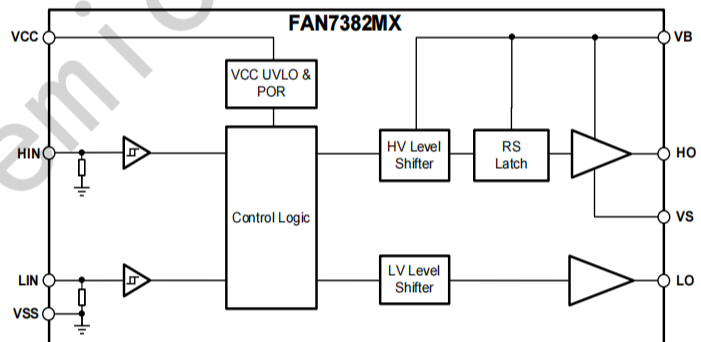 FAN7382MX
VCC
VB
VCC UVLO &
POR
HIN
HV Level
Shifter
RS
Latch
HO
Control Logic
VS
LIN
LV Level
Shifter
LO
VSS
emic